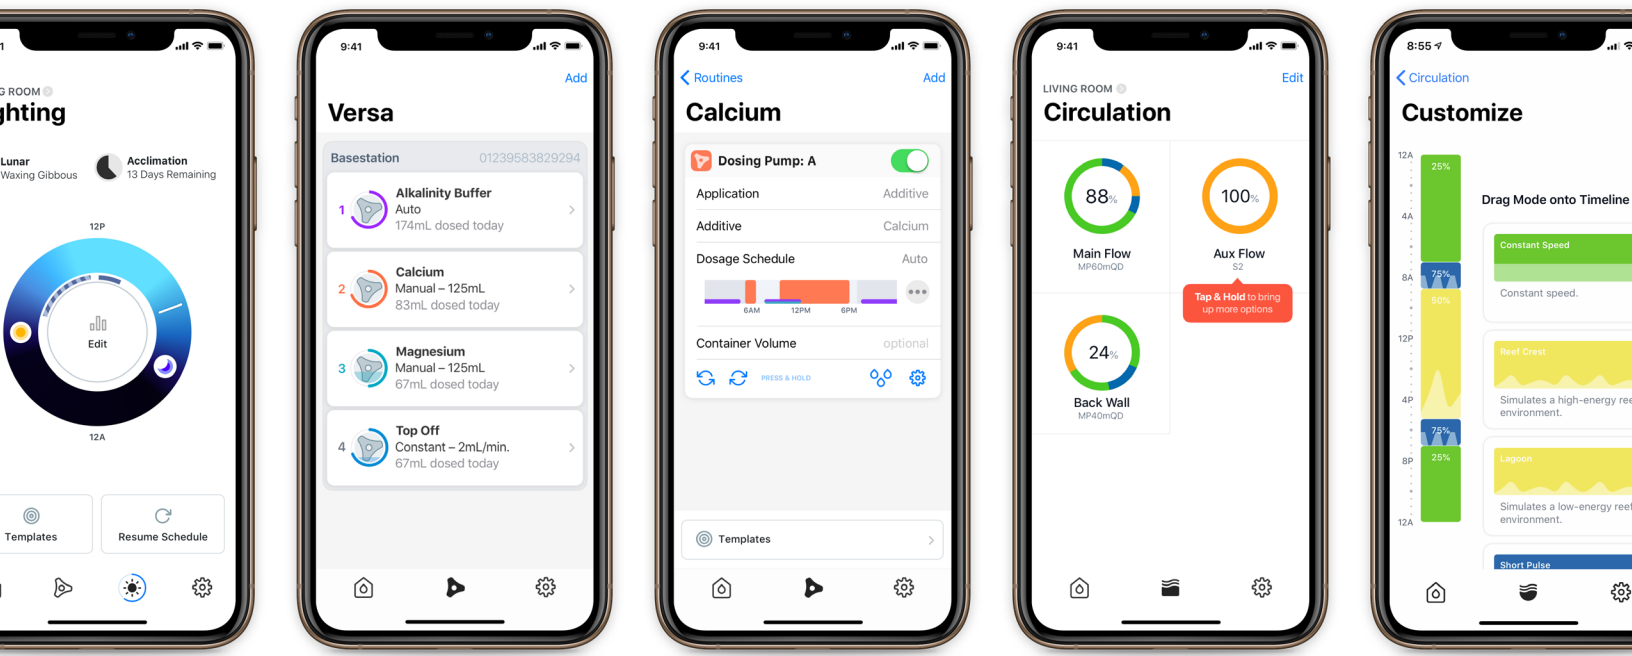 G ROOM
Lunar
Waxing Gibbous
Acclimation
13 Days Remaining
12P
Edit
12A
Templates
Resume Schedule
9:41
Add
Versa
Basestation
01239583829294
1
Alkalinity Buffer
Auto
174mL dosed today
2
Calcium
Manual – 125mL
83mL dosed today
3
Magnesium
Manual – 125mL
67mL dosed today
4
Top Off
Constant – 2mL/min.
67mL dosed today
9:41
Routines
Add
Calcium
Dosing Pump: A
Application
Additive
Additive
Calcium
Dosage Schedule
Auto
6AM 12PM 6PM
Container Volume
optional
PRESS & HOLD
Templates
9:41
Edit
LIVING ROOM
Circulation
88%
Main Flow
MP60mQD
100%
Aux Flow
S2
Tap & Hold to bring
up more options
24%
Back Wall
MP40mQD
8:55
Circulation
Customize
12A
25%
4A
8A
75%
50%
12P
4P
75%
8P
25%
12A
Drag Mode onto Timeline
Constant Speed
Constant speed.
Reef Crest
Simulates a high-energy
environment.
Lagoon
Simulates a low-energy
environment.
Short Pulse